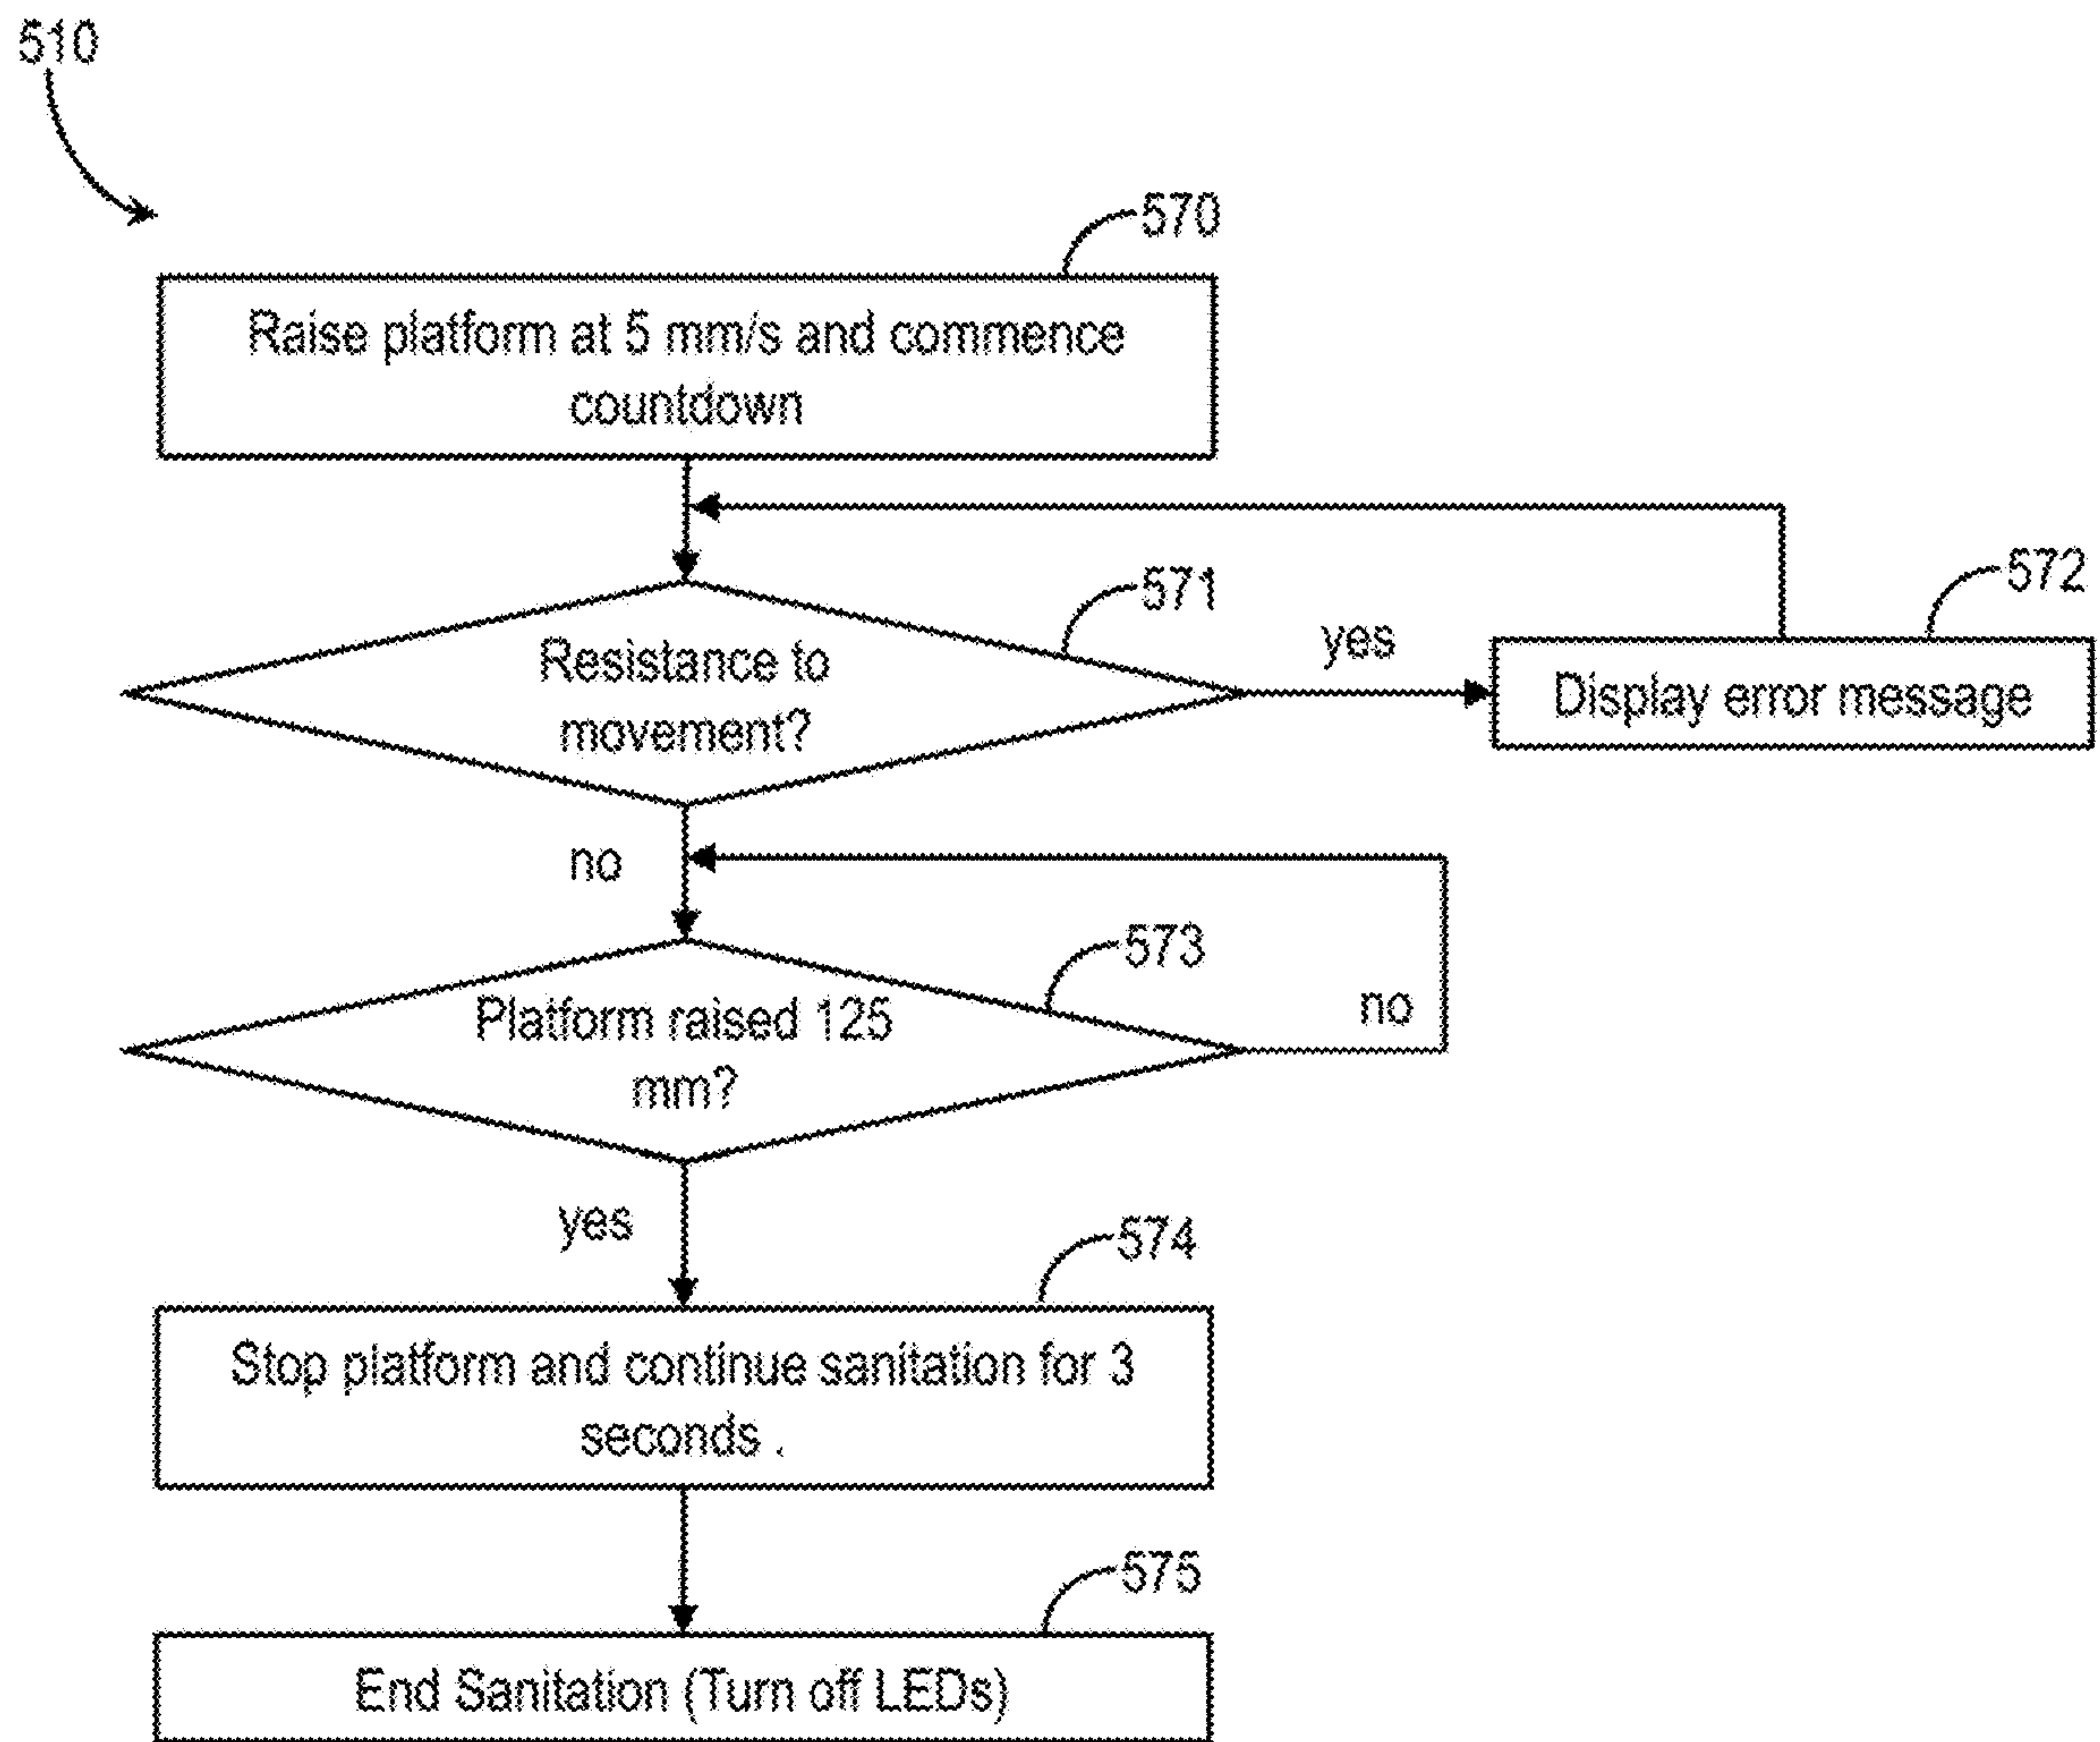 510
570
Raise platform at 5 mm/s and commence
countdown
571
572
Resistance to
movement?
yes
Display error message
no
573
Platform raised 125
mm?
no
yes
574
Stop platform and continue sanitation for 3
seconds .
575
End Sanitation (Turn off LEDs)